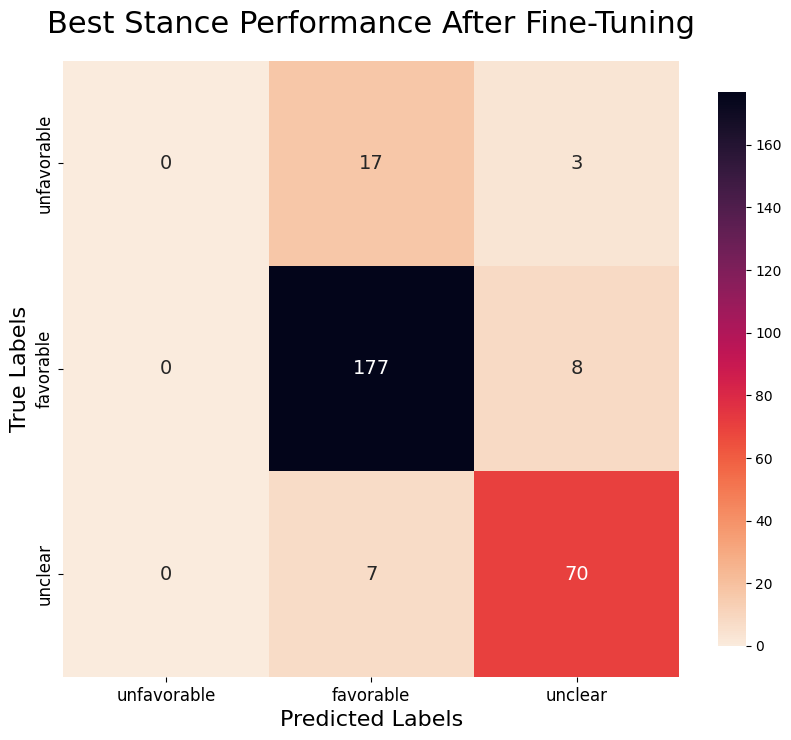 Best Stance Performance After Fine-Tuning
True Labels
unfavorable
0
17
3
favorable
0
177
8
unclear
0
7
70
unfavorable
favorable
unclear
Predicted Labels
160
140
120
100
80
60
40
20
0